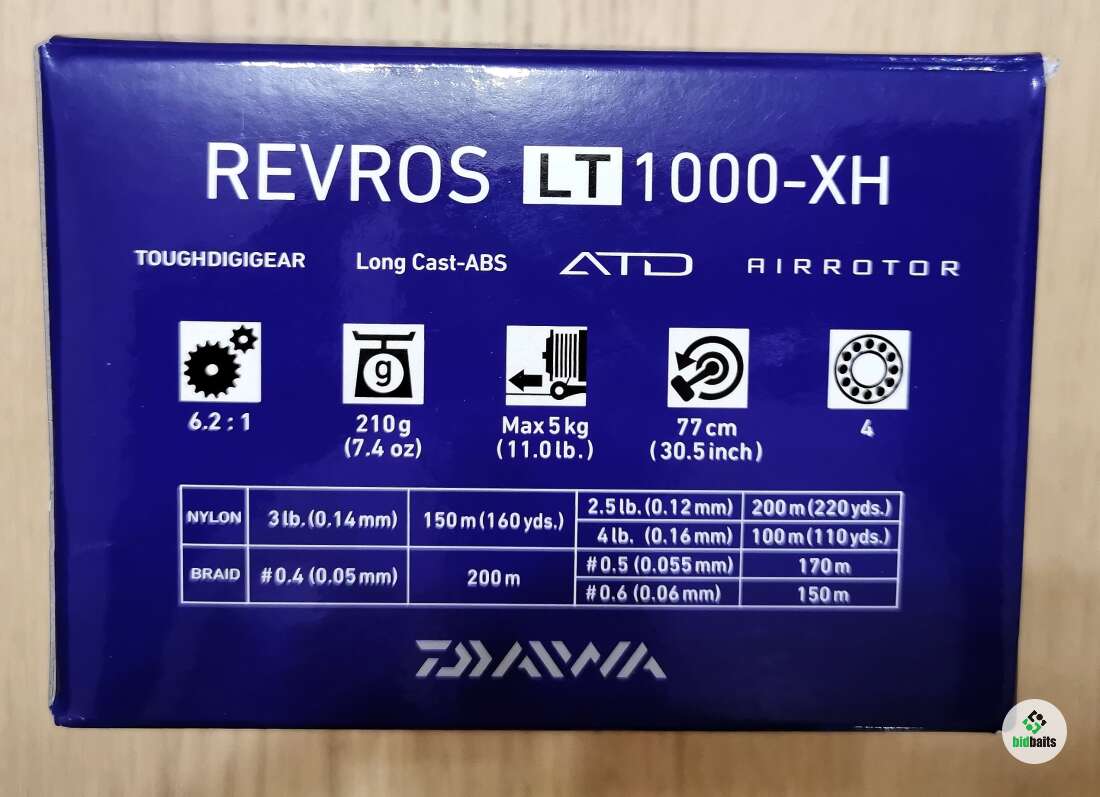 REVROS LT 1000-XH
TOUGHDIGIGEAR Long Cast-ABS ATD AIRROTOR
g
6.2 : 1 210 g Max 5 kg 77 cm 4
(7.4 oz) (11.0 lb.) (30.5 inch)
NYLON 3 lb. (0.14 mm) 150 m (160 yds.) 2.5 lb. (0.12 mm) 200 m (220 yds.)
4 lb. (0.16 mm) 100 m (110 yds.)
BRAID #0.4 (0.05 mm) 200 m #0.5 (0.055 mm) 170 m
#0.6 (0.06 mm) 150 m
DAIWA
bidbaits